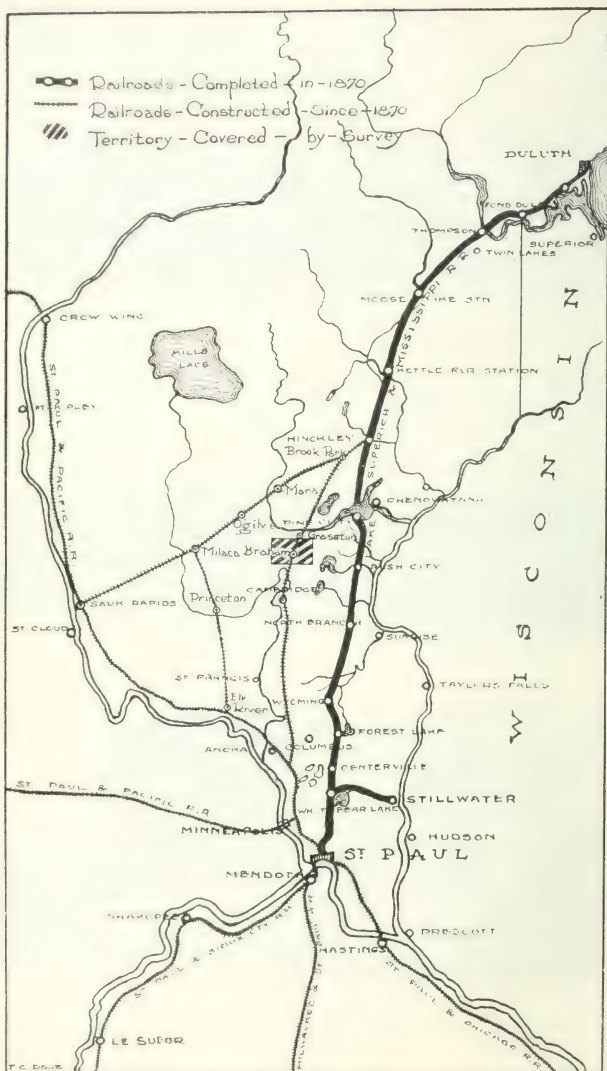 Railroads - Completed - in - 1870
Railroads - Constructed - Since - 1870
Territory - Covered - by - Survey
DULUTH
FOND DU
THOMPSON
SUPERIOR
TWIN LAKES
MOOSE LAKE STN
SUPERIOR & MISSISSIPPI R R
CROW WING
MILLE
LACS
KETTLE RVR STATION
WISCONSIN
ST. PAUL & PACIFIC R.R.
HINCKLEY
Brook Park
Mora
CHENGWATANA
Ogilvie
PINE CITY
LAKE
Grasston
Milaca
Braham
RUSH CITY
SAUK RAPIDS
Princeton
CAMBRIDGE
ST CLOUD
NORTH BRANCH
SUNRISE
ST FRANCIS
TAYLORS FALLS
Elk
River
WYOMING
FOREST LAKE
ANOKA
COLUMBUS
CENTERVILLE
ST. PAUL & PACIFIC R.R.
WHITE BEAR LAKE
STILLWATER
MINNEAPOLIS
HUDSON
ST. PAUL
MENDOTA
SHAKOPEE
PRESCOTT
HASTINGS
ST. PAUL & SIOUX CITY R.R.
MILWAUKEE & ST.
ST. PAUL & CHICAGO R.R.
LE SUEUR